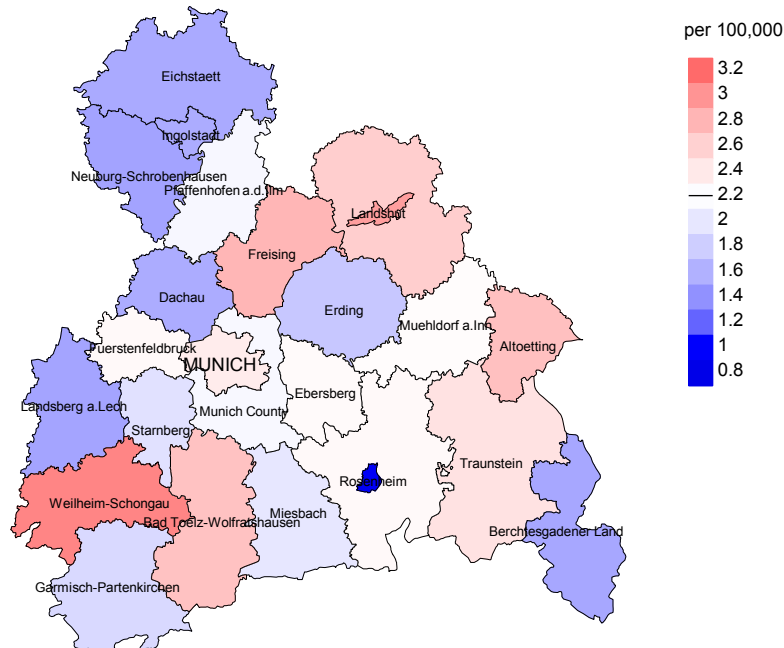 per 100,000
3.2
3
2.8
2.6
2.4
2.2
2
1.8
1.6
1.4
1.2
1
0.8
Eichstaett
Ingolstadt
Neuburg-Schrobenhausen
Pfaffenhofen a.d.Ilm
Landshut
Freising
Dachau
Erding
Muehldorf a.Inn
Fuerstenfeldbruck
Altoetting
MUNICH
Ebersberg
Landsberg a.Lech
Munich County
Starnberg
Traunstein
Rosenheim
Weilheim-Schongau
Miesbach
Bad Toelz-Wolfratshausen
Berchtesgadener Land
Garmisch-Partenkirchen